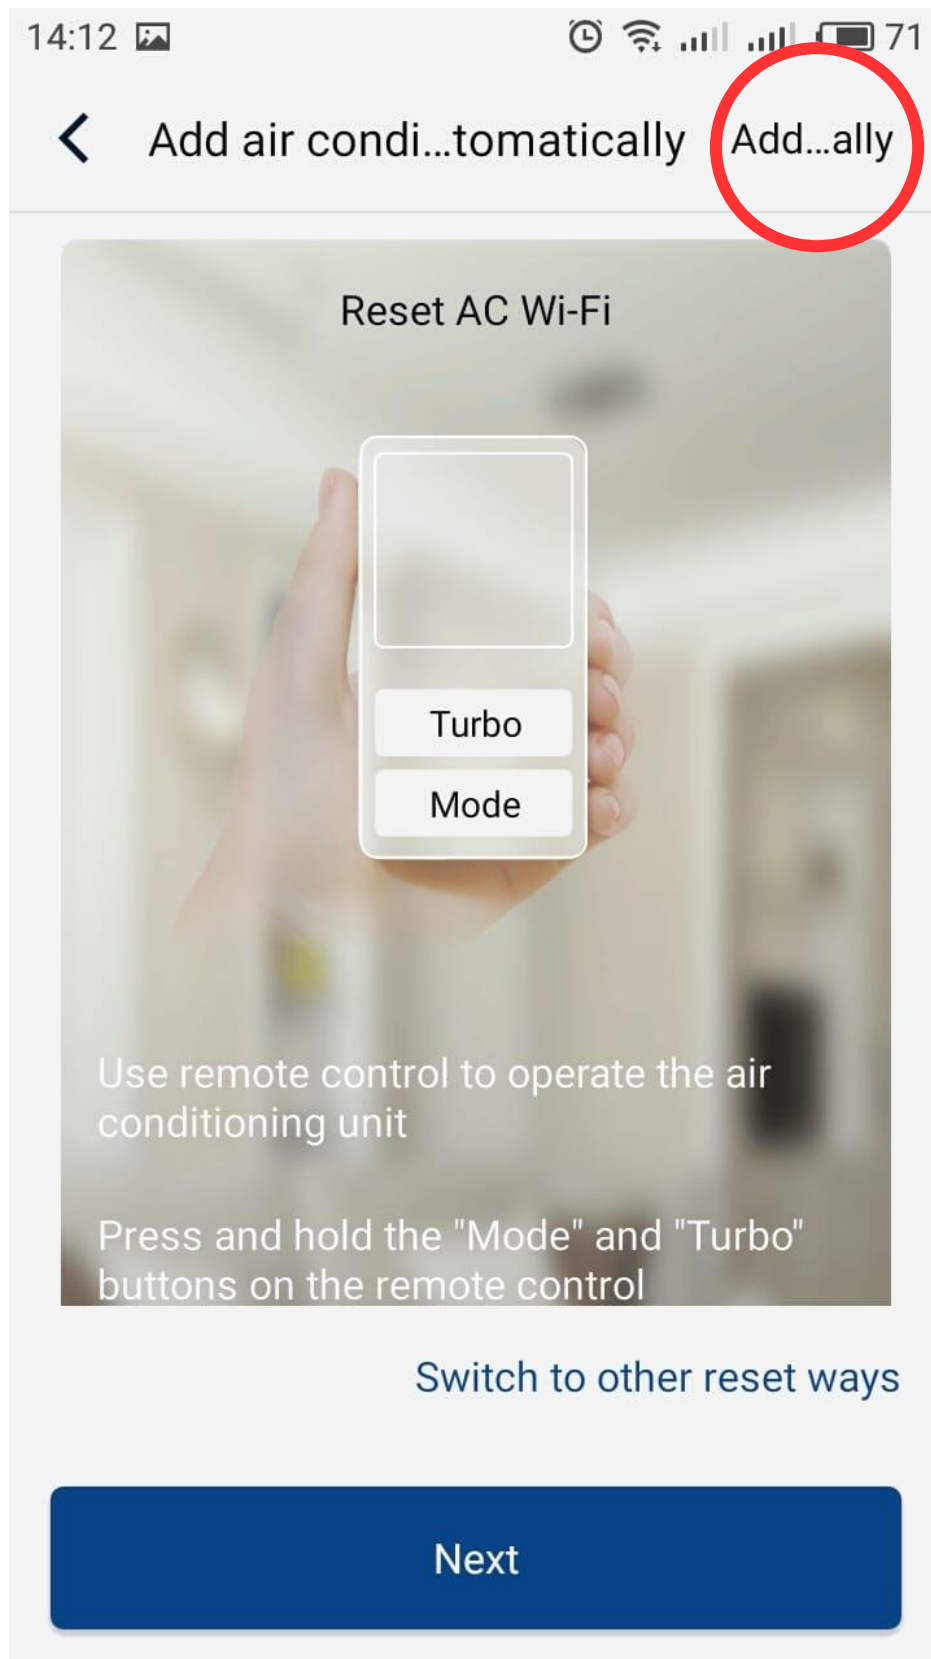 14:12 71
Add air condi...tomatically Add...ally
Reset AC Wi-Fi
Turbo
Mode
Use remote control to operate the air
conditioning unit
Press and hold the "Mode" and "Turbo"
buttons on the remote control
Switch to other reset ways
Next